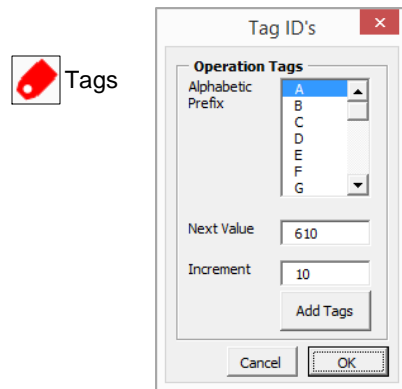 Tags
Tag ID's
Operation Tags
Alphabetic
Prefix
A
B
C
D
E
F
G
Next Value
610
Increment
10
Add Tags
Cancel
OK